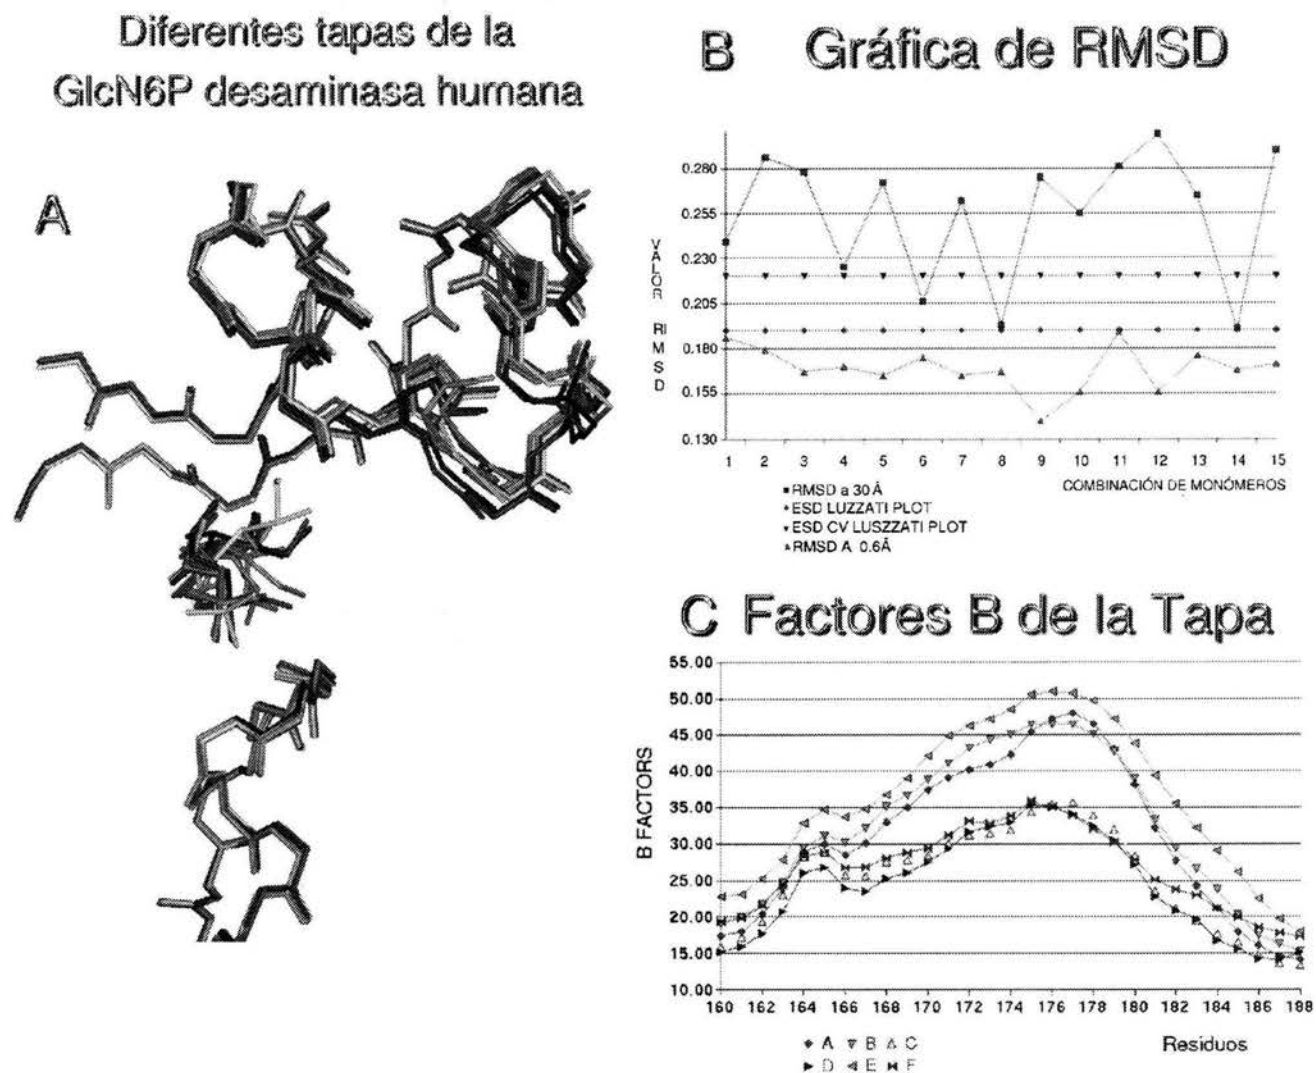 Diferentes tapas de la
GlcN6P desaminasa humana
A
B Gráfica de RMSD
VALOR RMSD
0.280
0.255
0.230
0.205
0.180
0.155
0.130
1 2 3 4 5 6 7 8 9 10 11 12 13 14 15
COMBINACIÓN DE MONÓMEROS
RMSD a 30 Å
ESD LUZZATI PLOT
ESD CV LUSZZATI PLOT
RMSD A 0.6Å
C Factores B de la Tapa
B FACTORS
55.00
50.00
45.00
40.00
35.00
30.00
25.00
20.00
15.00
10.00
160 162 164 166 168 170 172 174 176 178 180 182 184 186 188
Residuos
A B C
D E F